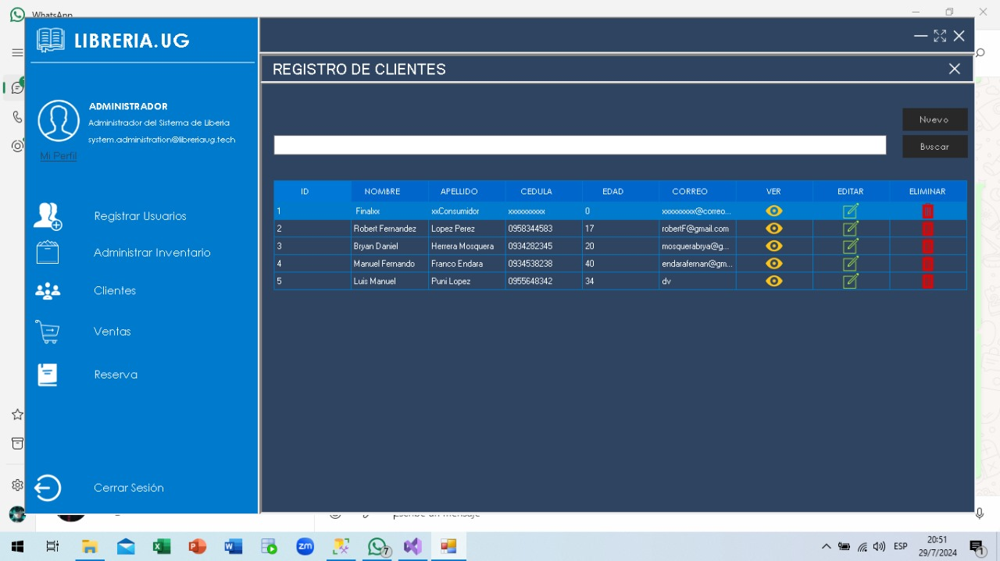 WhatsApp
LIBRERIA.UG
REGISTRO DE CLIENTES
ADMINISTRADOR
Administrador del Sistema de Liberia
system.administration@libreriaug.tech
Mi Perfil
Nuevo
Buscar
ID NOMBRE APELLIDO CEDULA EDAD CORREO VER EDITAR ELIMINAR
1 Finalxx xxConsumidor xxxxxxxxxx 0 xxxxxxxxx@correo...
2 Robert Fernandez Lopez Perez 0958344583 17 robertF@gmail.com
3 Bryan Daniel Herrera Mosquera 0934282345 20 mosquerabrya@g...
4 Manuel Fernando Franco Endara 0934538238 40 endarafernan@gm...
5 Luis Manuel Puni Lopez 0955648342 34 dv
Registrar Usuarios
Administrar Inventario
Clientes
Ventas
Reserva
Cerrar Sesión
Escribe un mensaje
zm
7
ESP
20:51
29/7/2024
1